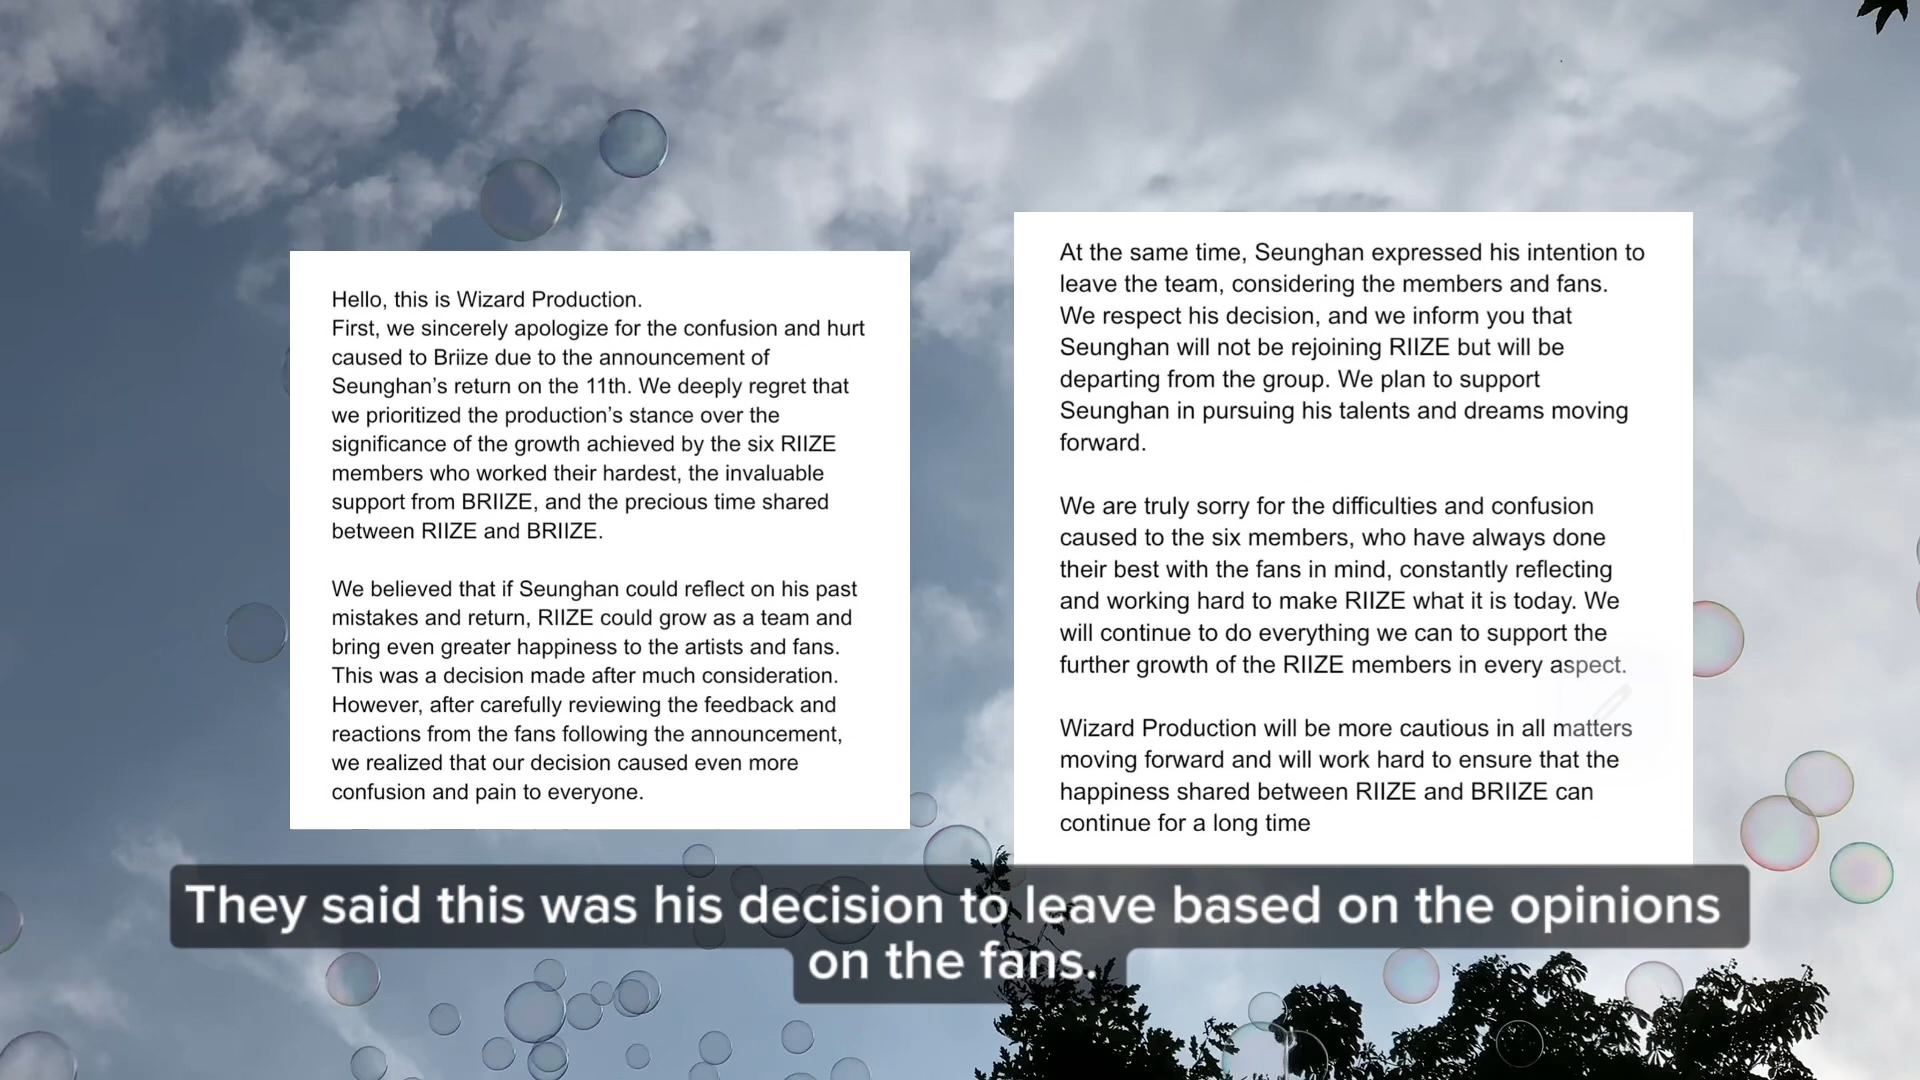 Hello, this is Wizard Production.
First, we sincerely apologize for the confusion and hurt
caused to Briize due to the announcement of
Seunghan’s return on the 11th. We deeply regret that
we prioritized the production’s stance over the
significance of the growth achieved by the six RIIZE
members who worked their hardest, the invaluable
support from BRIIZE, and the precious time shared
between RIIZE and BRIIZE.
We believed that if Seunghan could reflect on his past
mistakes and return, RIIZE could grow as a team and
bring even greater happiness to the artists and fans.
This was a decision made after much consideration.
However, after carefully reviewing the feedback and
reactions from the fans following the announcement,
we realized that our decision caused even more
confusion and pain to everyone.
At the same time, Seunghan expressed his intention to
leave the team, considering the members and fans.
We respect his decision, and we inform you that
Seunghan will not be rejoining RIIZE but will be
departing from the group. We plan to support
Seunghan in pursuing his talents and dreams moving
forward.
We are truly sorry for the difficulties and confusion
caused to the six members, who have always done
their best with the fans in mind, constantly reflecting
and working hard to make RIIZE what it is today. We
will continue to do everything we can to support the
further growth of the RIIZE members in every aspect.
Wizard Production will be more cautious in all matters
moving forward and will work hard to ensure that the
happiness shared between RIIZE and BRIIZE can
continue for a long time
They said this was his decision to leave based on the opinions
on the fans.